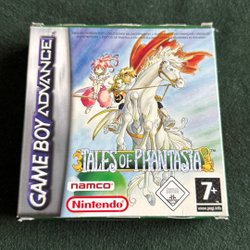 GAME BOY ADVANCE
TALES OF PHANTASIA
namco
Nintendo
7+
www.pegi.info